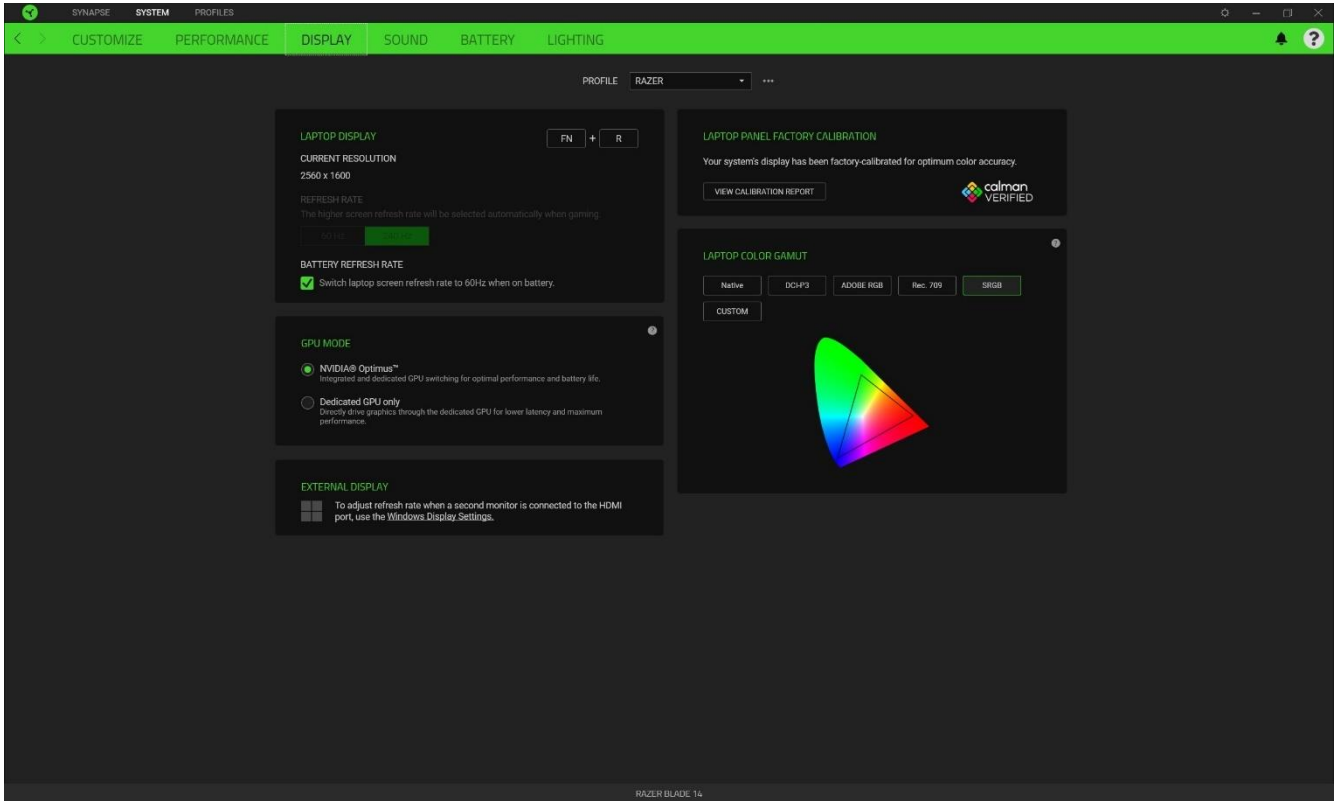 SYNAPSE SYSTEM PROFILES
CUSTOMIZE PERFORMANCE DISPLAY SOUND BATTERY LIGHTING
?
PROFILE RAZER
LAPTOP DISPLAY
FN + R
CURRENT RESOLUTION
2560 x 1600
REFRESH RATE
The higher screen refresh rate will be selected automatically when gaming.
60 Hz 240 Hz
BATTERY REFRESH RATE
Switch laptop screen refresh rate to 60Hz when on battery.
GPU MODE
?
NVIDIA® Optimus™
Integrated and dedicated GPU switching for optimal performance and battery life.
Dedicated GPU only
Directly drive graphics through the dedicated GPU for lower latency and maximum
performance.
EXTERNAL DISPLAY
To adjust refresh rate when a second monitor is connected to the HDMI
port, use the Windows Display Settings.
LAPTOP PANEL FACTORY CALIBRATION
Your system's display has been factory-calibrated for optimum color accuracy.
VIEW CALIBRATION REPORT
calman
VERIFIED
?
LAPTOP COLOR GAMUT
Native DCI-P3 ADOBE RGB Rec. 709 SRGB
CUSTOM
RAZER BLADE 14